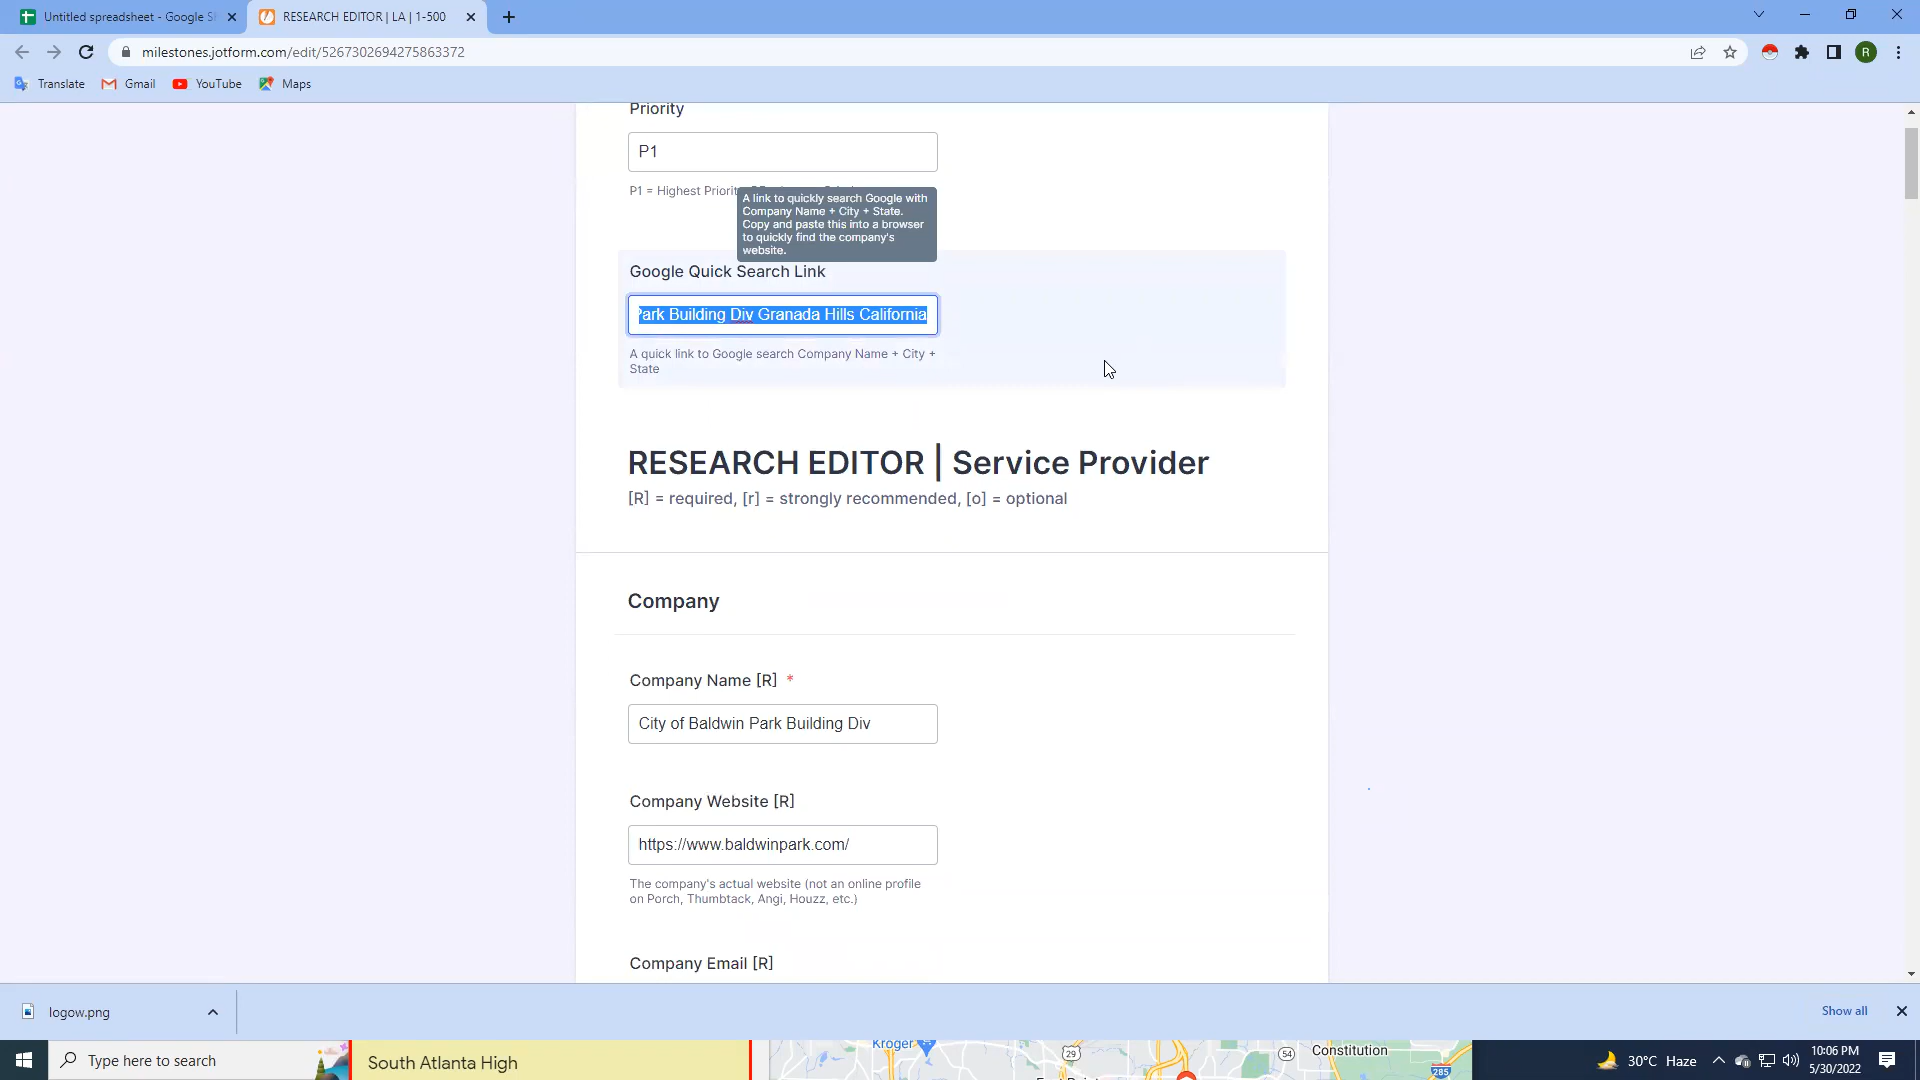 Untitled spreadsheet - Google S
RESEARCH EDITOR | LA | 1-500
milestones.jotform.com/edit/5267302694275863372
R
Translate
Gmail
YouTube
Maps
Priority
P1
P1 = Highest Priorit
A link to quickly search Google with
Company Name + City + State.
Copy and paste this into a browser
to quickly find the company's
website.
Google Quick Search Link
Park Building Div Granada Hills California
A quick link to Google search Company Name + City +
State
RESEARCH EDITOR | Service Provider
[R] = required, [r] = strongly recommended, [o] = optional
Company
Company Name [R] *
City of Baldwin Park Building Div
Company Website [R]
https://www.baldwinpark.com/
The company's actual website (not an online profile
on Porch, Thumbtack, Angi, Houzz, etc.)
Company Email [R]
logow.png
Show all
Type here to search
South Atlanta High
Kroger
29
54
Constitution
285
30°C Haze
10:06 PM
5/30/2022